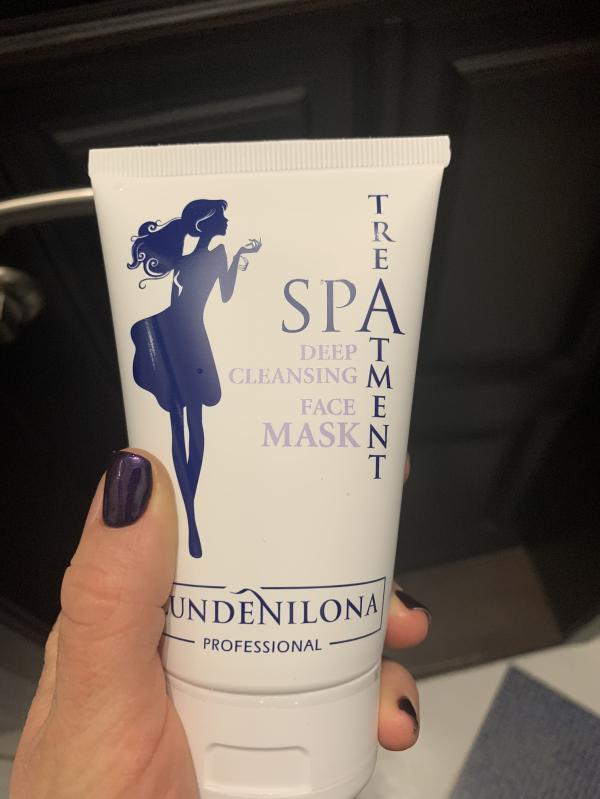 TREATMENT
SPA
DEEP
CLEANSING
FACE
MASK
UNDENILONA
PROFESSIONAL